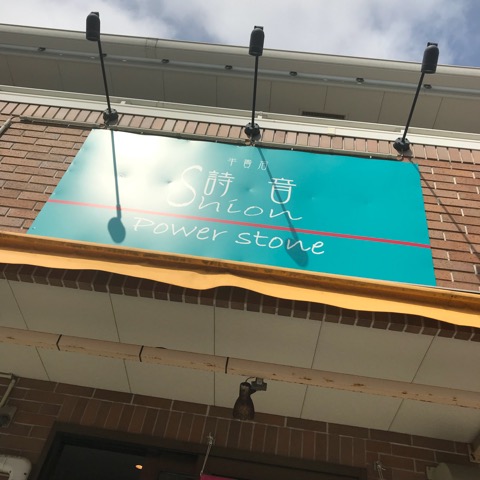 詩音
Shion
Power Stone